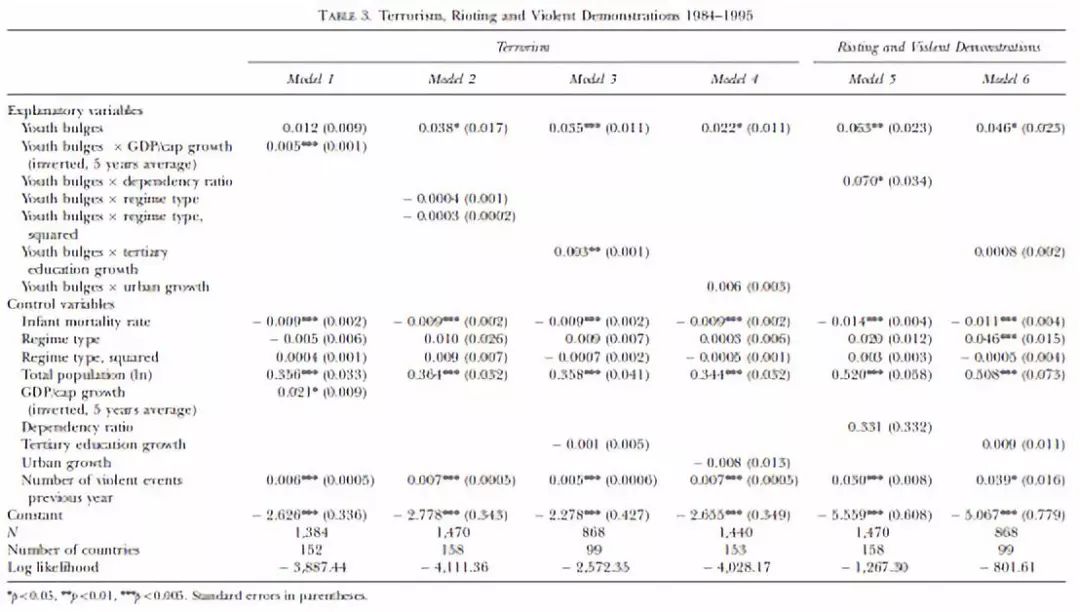 TABLE 3. Terrorism, Rioting and Violent Demonstrations 1984–1995
Terrorism Rioting and Violent Demonstrations
Model 1 Model 2 Model 3 Model 4 Model 5 Model 6
Explanatory variables
Youth bulges 0.012 (0.009) 0.038* (0.017) 0.035*** (0.011) 0.022* (0.011) 0.063** (0.023) 0.046* (0.023)
Youth bulges × GDP/cap growth 0.005*** (0.001)
(inverted, 5 years average)
Youth bulges × dependency ratio 0.070* (0.034)
Youth bulges × regime type − 0.0004 (0.001)
Youth bulges × regime type, − 0.0003 (0.0002)
squared
Youth bulges × tertiary 0.003** (0.001) 0.0008 (0.002)
education growth
Youth bulges × urban growth 0.006 (0.003)
Control variables
Infant mortality rate − 0.009*** (0.002) − 0.009*** (0.002) − 0.009*** (0.002) − 0.009*** (0.002) − 0.014*** (0.004) − 0.011*** (0.004)
Regime type − 0.005 (0.006) 0.010 (0.026) 0.009 (0.007) 0.0003 (0.006) 0.020 (0.012) 0.046*** (0.015)
Regime type, squared 0.0004 (0.001) 0.009 (0.007) − 0.0007 (0.002) − 0.0005 (0.001) 0.003 (0.003) − 0.0005 (0.004)
Total population (ln) 0.356*** (0.033) 0.364*** (0.032) 0.358*** (0.041) 0.344*** (0.032) 0.520*** (0.058) 0.508*** (0.073)
GDP/cap growth 0.021* (0.009)
(inverted, 5 years average)
Dependency ratio 0.331 (0.332)
Tertiary education growth − 0.001 (0.005) 0.009 (0.011)
Urban growth − 0.008 (0.013)
Number of violent events 0.006*** (0.0005) 0.007*** (0.0005) 0.005*** (0.0006) 0.007*** (0.0005) 0.030*** (0.008) 0.039* (0.016)
previous year
Constant − 2.626*** (0.336) − 2.778*** (0.343) − 2.278*** (0.427) − 2.655*** (0.349) − 5.559*** (0.608) − 5.067*** (0.779)
N 1,384 1,470 868 1,440 1,470 868
Number of countries 152 158 99 153 158 99
Log likelihood − 3,887.44 − 4,111.36 − 2,572.35 − 4,028.17 − 1,267.30 − 801.61
*p<0.05, **p<0.01, ***p<0.005. Standard errors in parentheses.